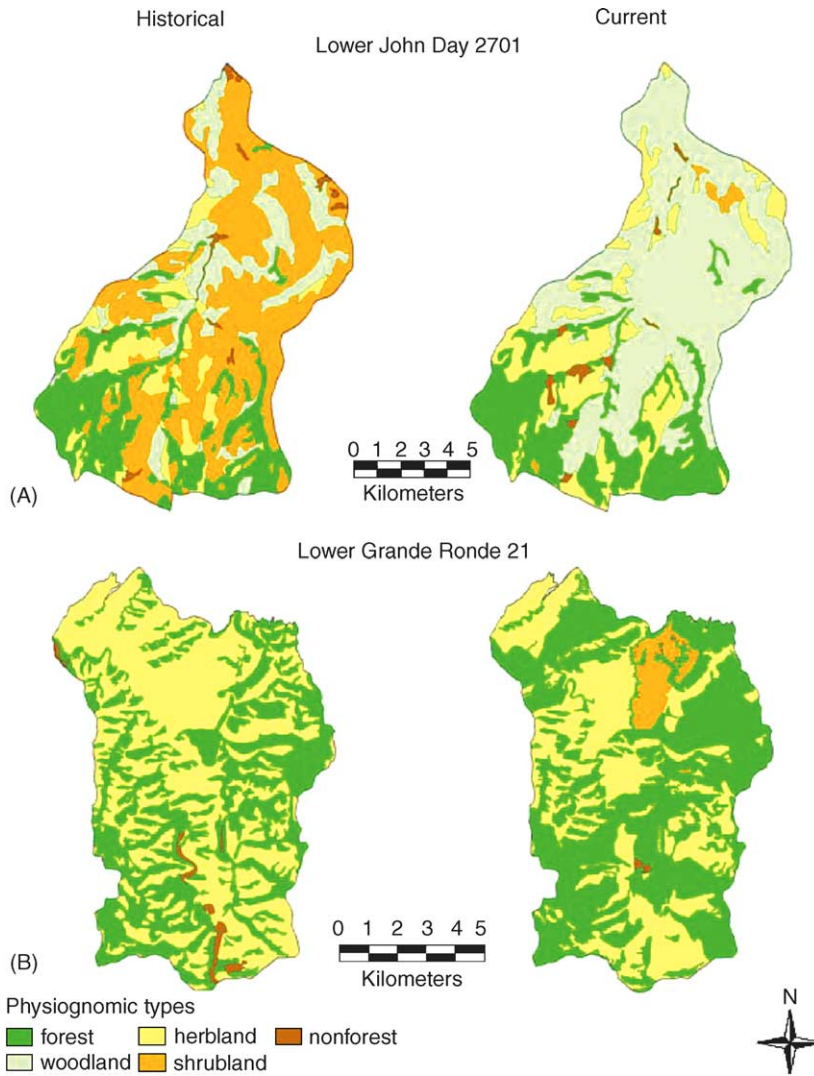 Historical
Current
Lower John Day 2701
0 1 2 3 4 5
Kilometers
(A)
Lower Grande Ronde 21
0 1 2 3 4 5
Kilometers
(B)
Physiognomic types
forest herbland nonforest
woodland shrubland
N